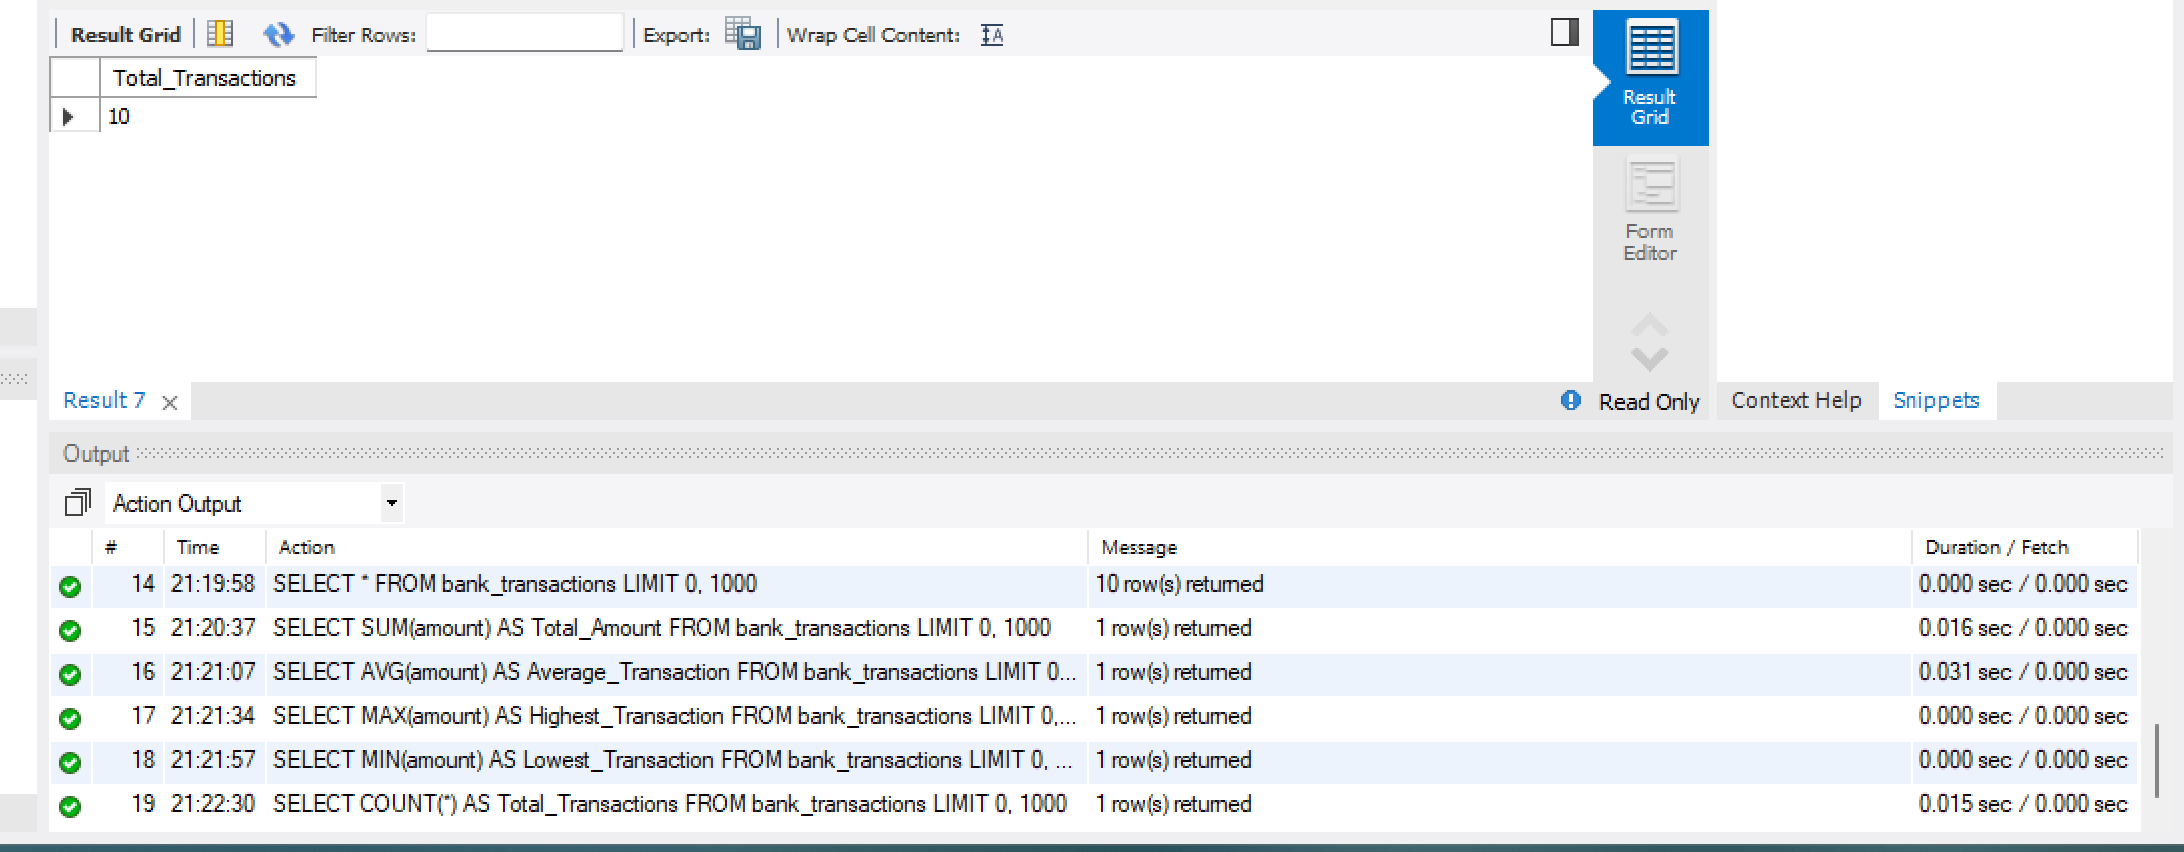 Result Grid Filter Rows: Export: Wrap Cell Content:
Total_Transactions
10
Result
Grid
Form
Editor
Result 7 Read Only Context Help Snippets
Output
Action Output
# Time Action Message Duration / Fetch
14 21:19:58 SELECT * FROM bank_transactions LIMIT 0, 1000 10 row(s) returned 0.000 sec / 0.000 sec
15 21:20:37 SELECT SUM(amount) AS Total_Amount FROM bank_transactions LIMIT 0, 1000 1 row(s) returned 0.016 sec / 0.000 sec
16 21:21:07 SELECT AVG(amount) AS Average_Transaction FROM bank_transactions LIMIT 0... 1 row(s) returned 0.031 sec / 0.000 sec
17 21:21:34 SELECT MAX(amount) AS Highest_Transaction FROM bank_transactions LIMIT 0,... 1 row(s) returned 0.000 sec / 0.000 sec
18 21:21:57 SELECT MIN(amount) AS Lowest_Transaction FROM bank_transactions LIMIT 0, ... 1 row(s) returned 0.000 sec / 0.000 sec
19 21:22:30 SELECT COUNT(*) AS Total_Transactions FROM bank_transactions LIMIT 0, 1000 1 row(s) returned 0.015 sec / 0.000 sec